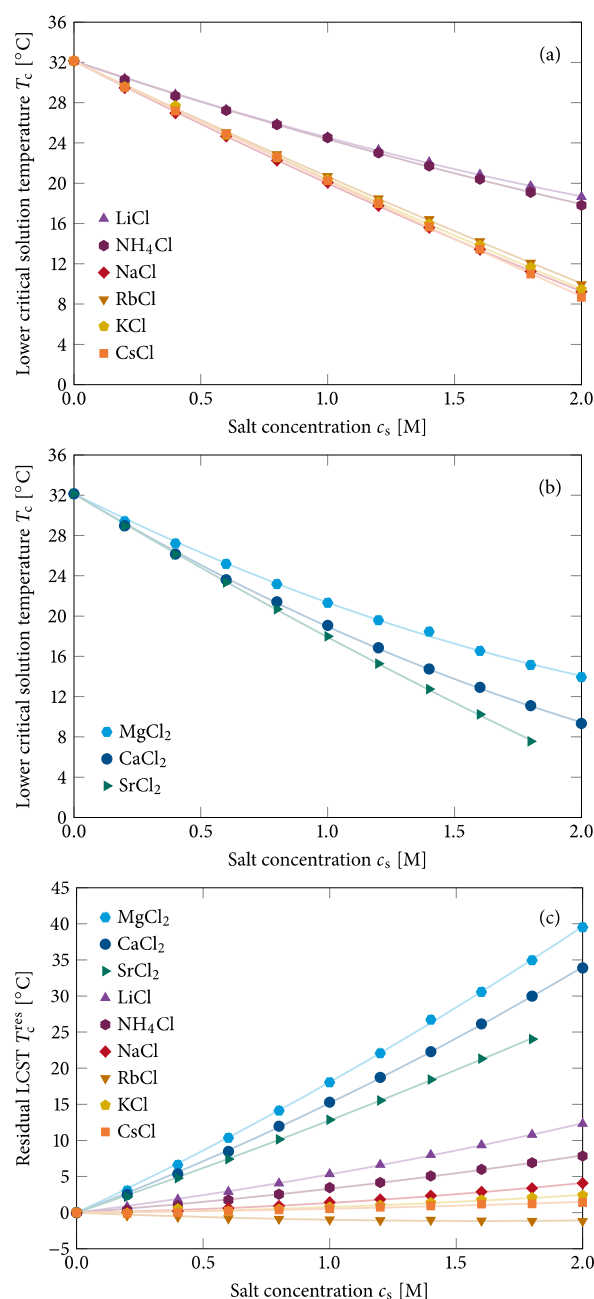 36
32
28
24
20
16
12
8
4
0
Lower critical solution temperature Tc [°C]
(a)
LiCl
NH4Cl
NaCl
RbCl
KCl
CsCl
0.0 0.5 1.0 1.5 2.0
Salt concentration cs [M]
36
32
28
24
20
16
12
8
4
0
Lower critical solution temperature Tc [°C]
(b)
MgCl2
CaCl2
SrCl2
0.0 0.5 1.0 1.5 2.0
Salt concentration cs [M]
45
40
35
30
25
20
15
10
5
0
−5
Residual LCST Tcres [°C]
(c)
MgCl2
CaCl2
SrCl2
LiCl
NH4Cl
NaCl
RbCl
KCl
CsCl
0.0 0.5 1.0 1.5 2.0
Salt concentration cs [M]